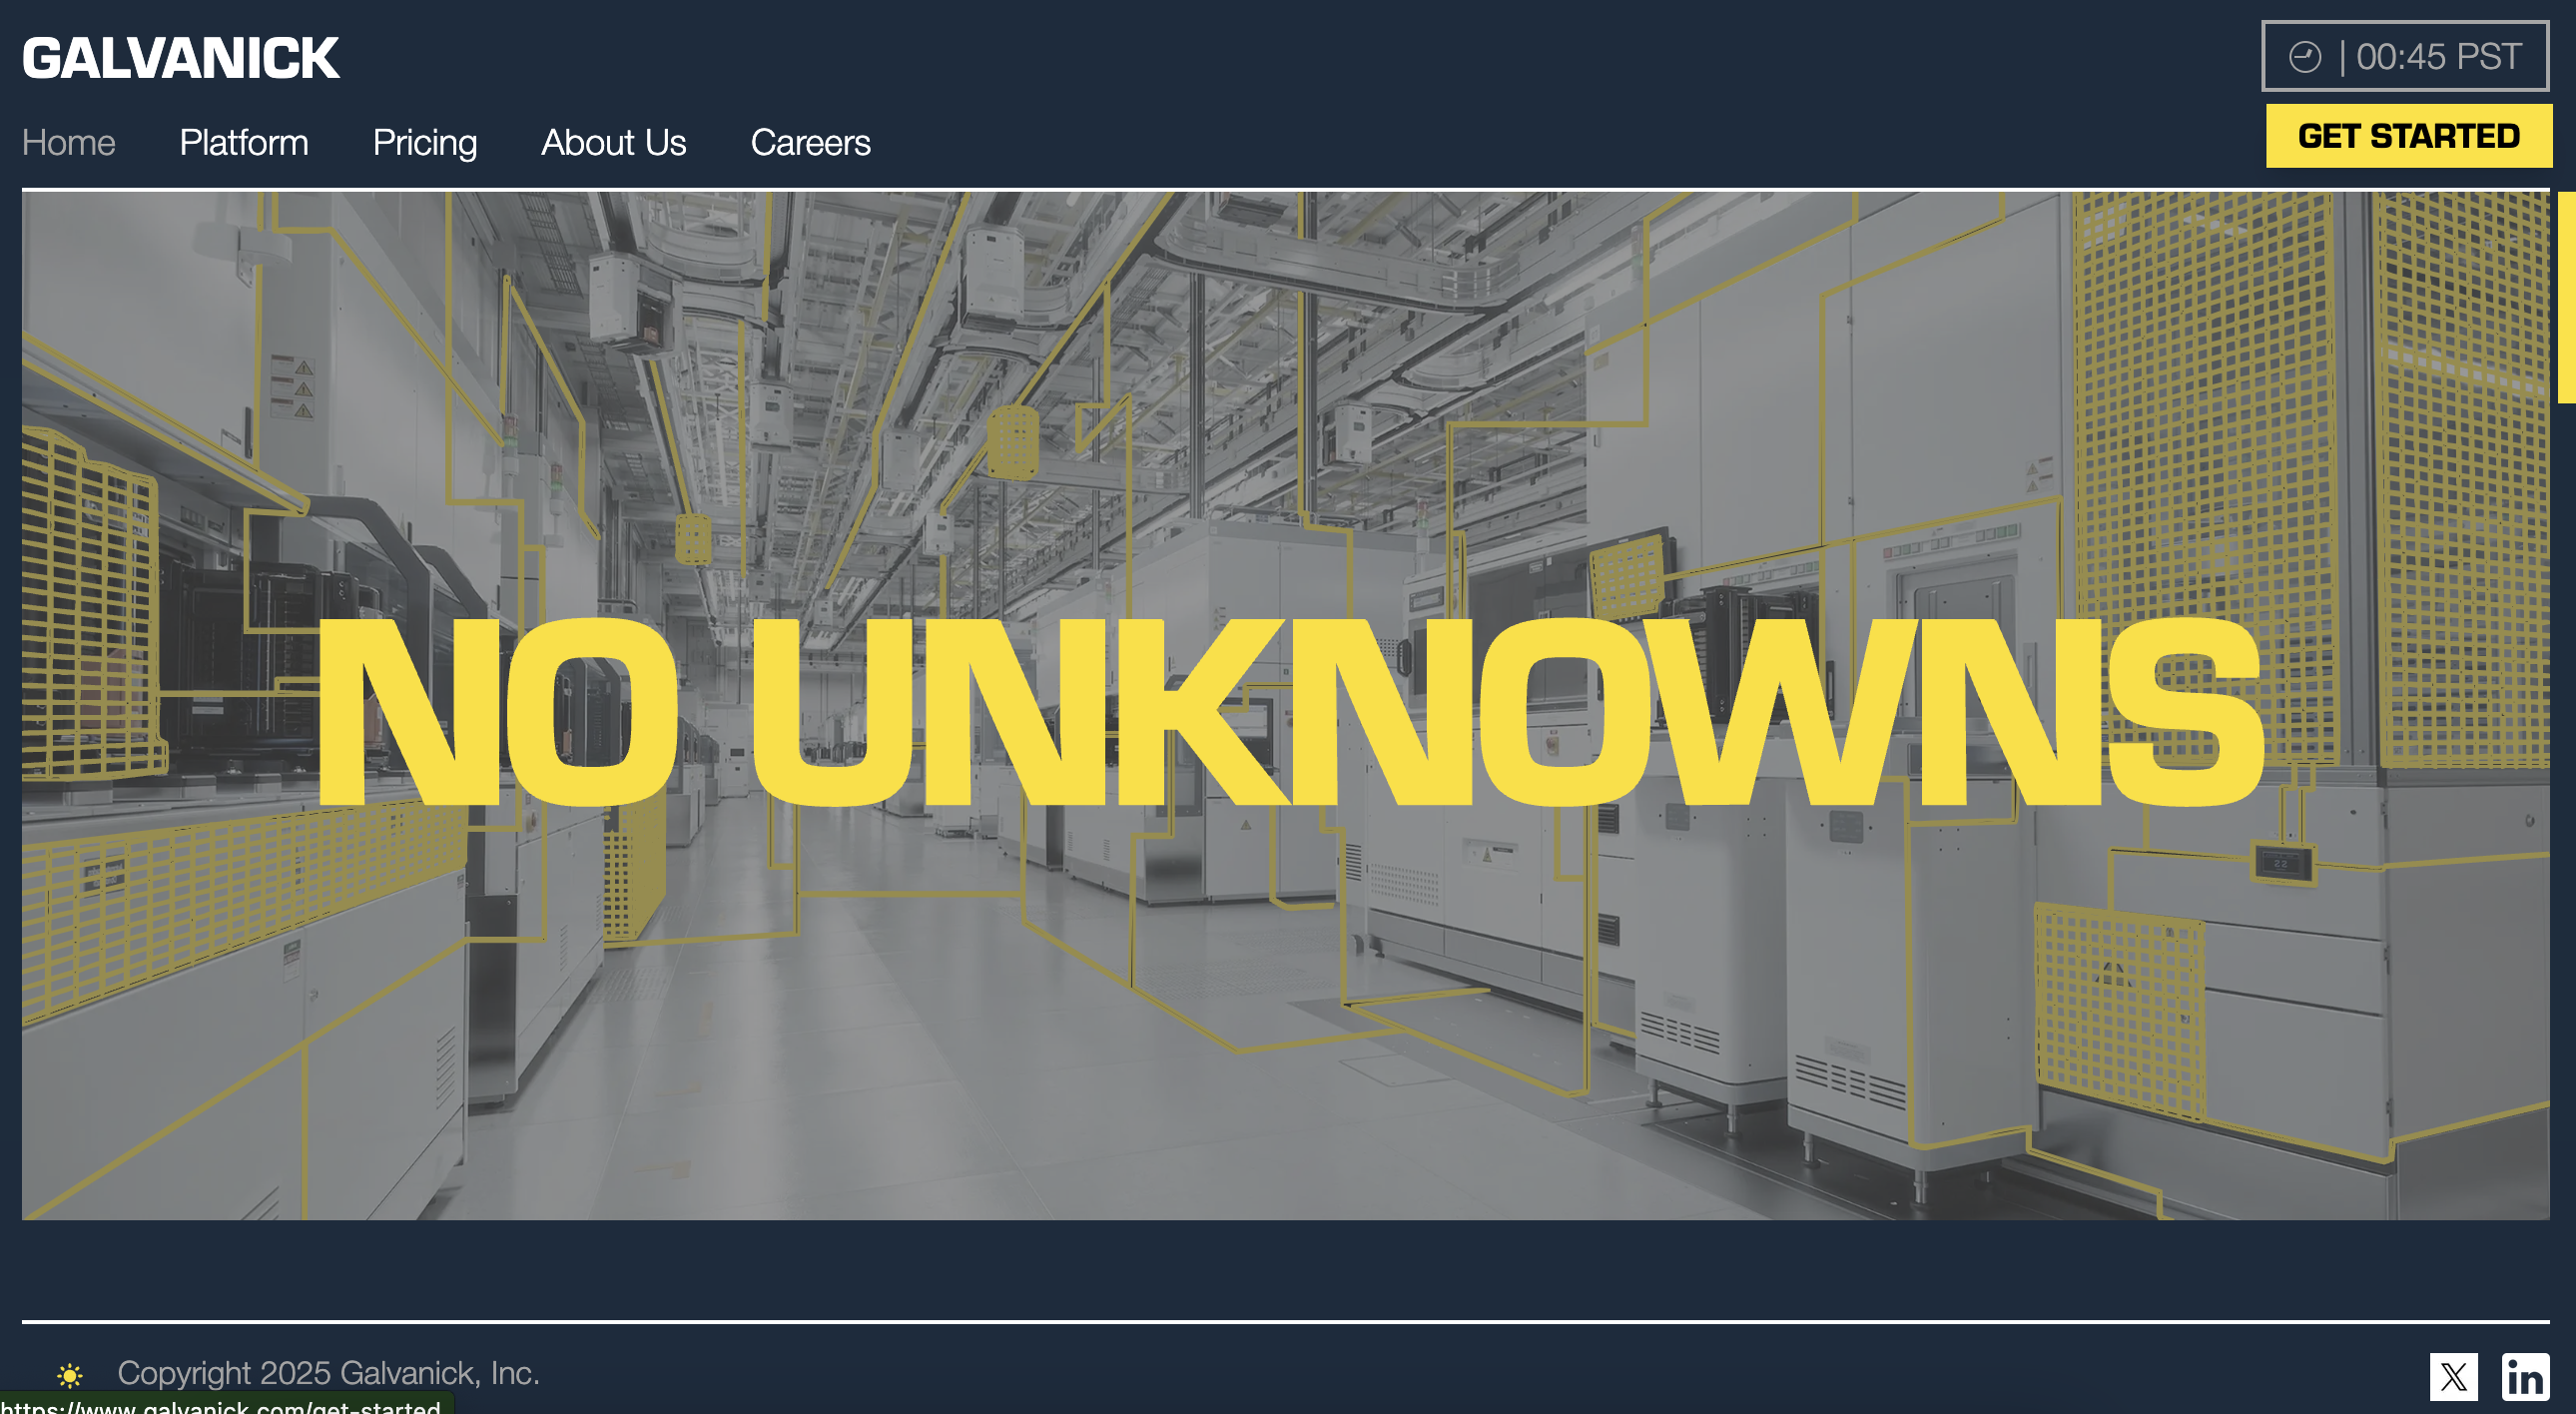 GALVANICK
| 00:45 PST
Home Platform Pricing About Us Careers
GET STARTED
NO UNKNOWNS
22
Copyright 2025 Galvanick, Inc.
X in
https://www.galvanick.com/get-started